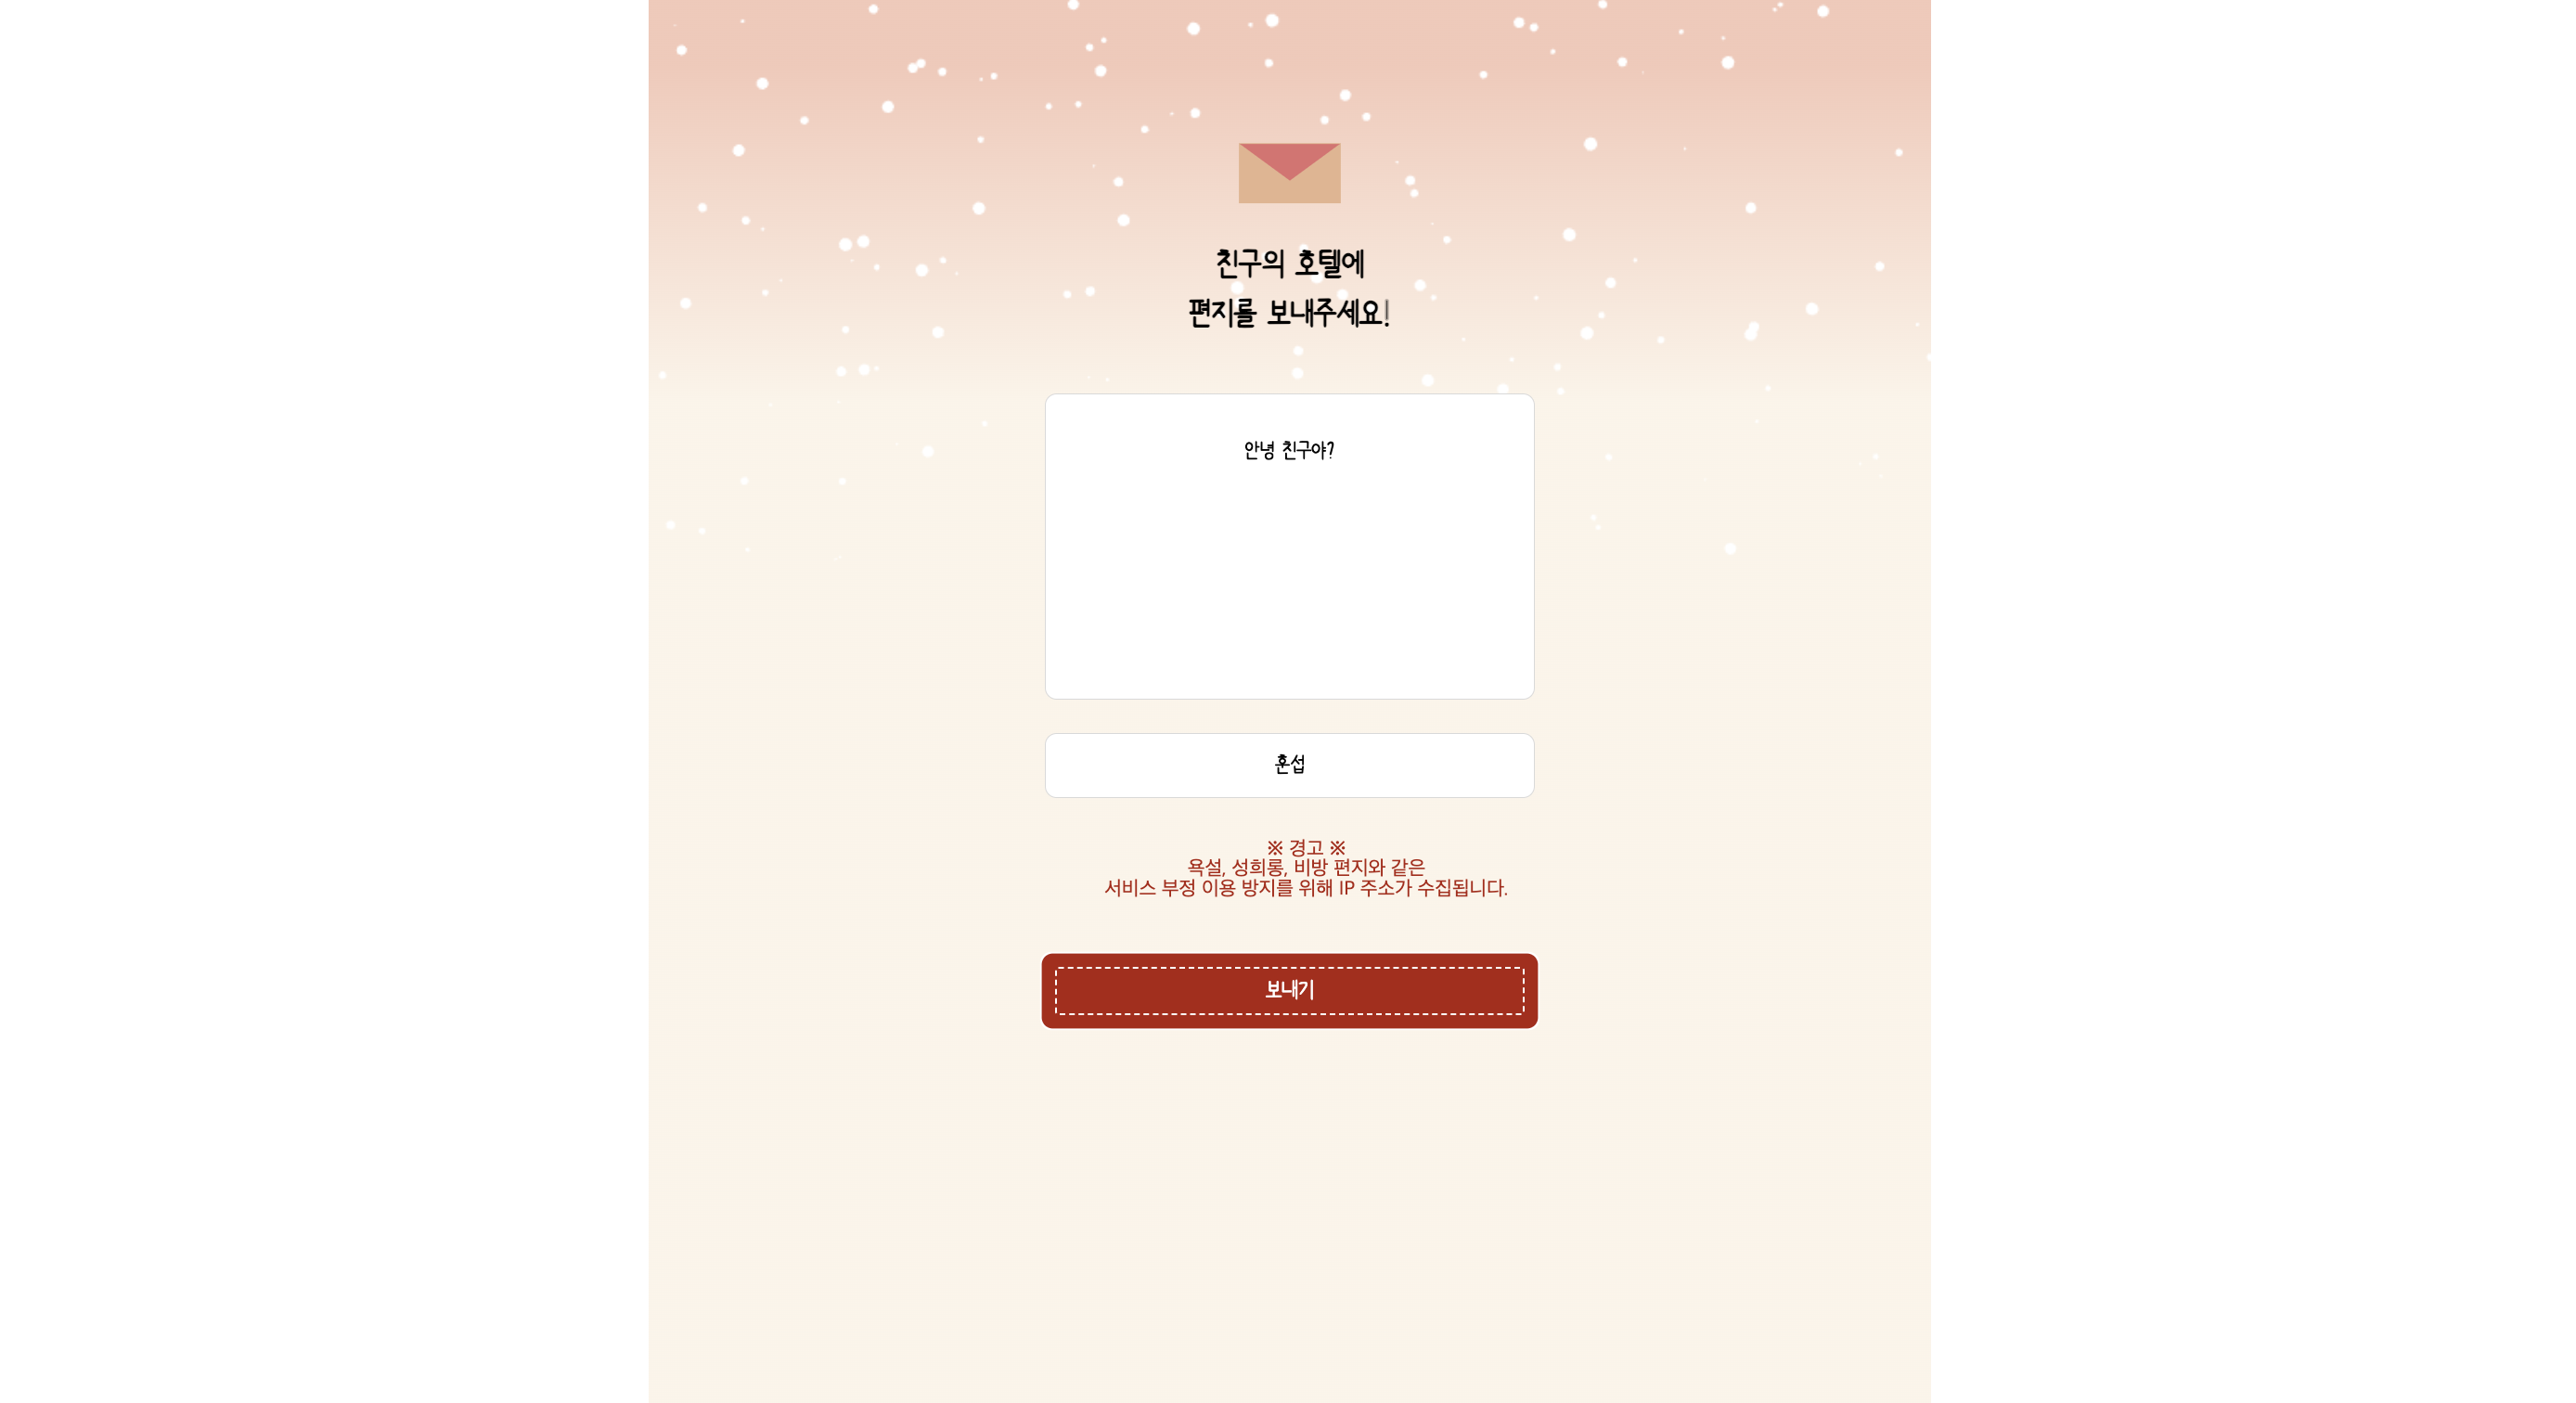 친구의 호텔에
편지를 보내주세요!
안녕 친구야?
혼섭
※ 경고 ※
욕설, 성희롱, 비방 편지와 같은
서비스 부정 이용 방지를 위해 IP 주소가 수집됩니다.
보내기